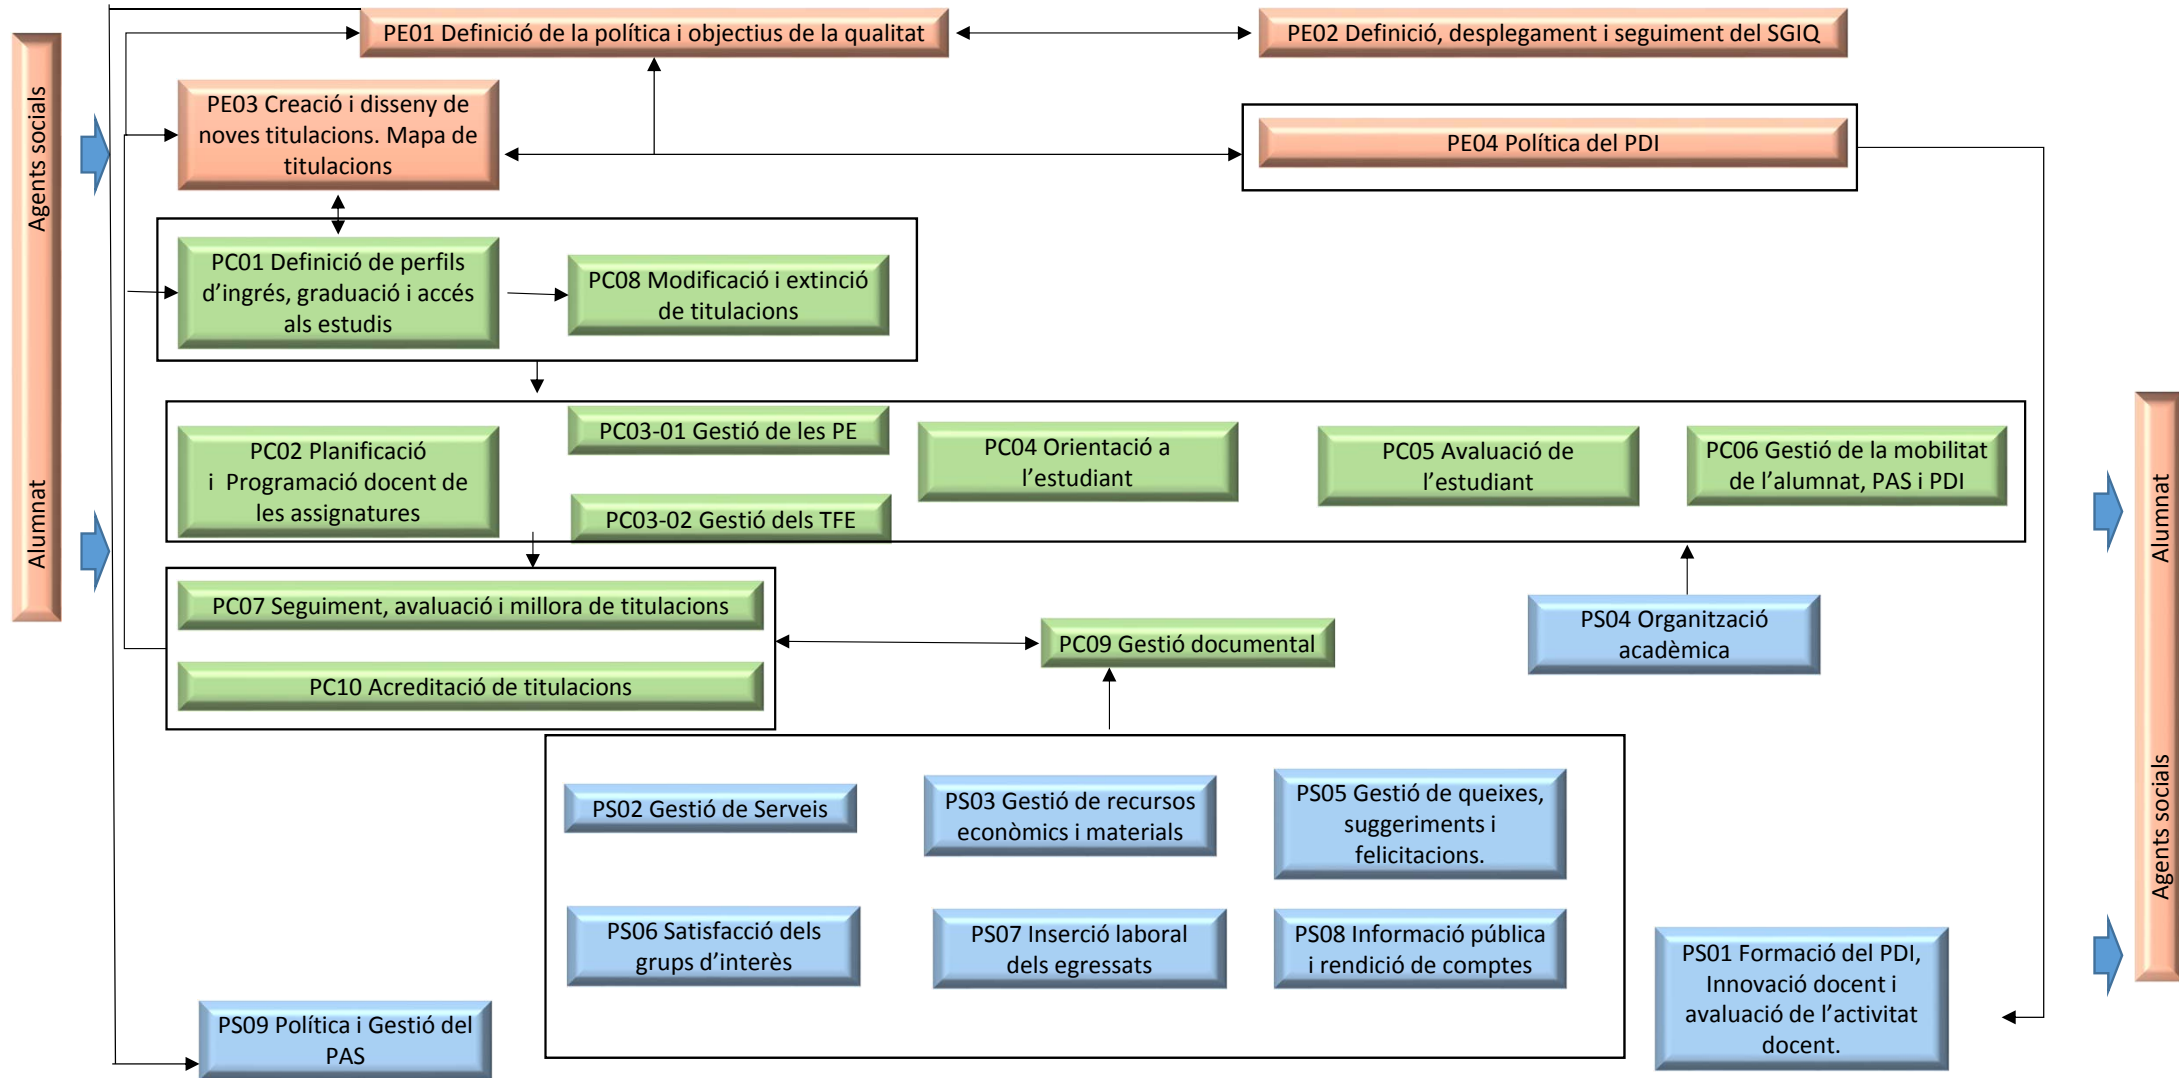 PE01 Definició de la política i objectius de la qualitat
PE02 Definició, desplegament i seguiment del SGIQ
Agents socials
Alumnat
PE03 Creació i disseny de
noves titulacions. Mapa de
titulacions
PE04 Política del PDI
PC01 Definició de perfils
d’ingrés, graduació i accés
als estudis
PC08 Modificació i extinció
de titulacions
PC02 Planificació
i Programació docent de
les assignatures
PC03-01 Gestió de les PE
PC03-02 Gestió dels TFE
PC04 Orientació a
l’estudiant
PC05 Avaluació de
l’estudiant
PC06 Gestió de la mobilitat
de l’alumnat, PAS i PDI
Alumnat
Agents socials
PC07 Seguiment, avaluació i millora de titulacions
PC10 Acreditació de titulacions
PC09 Gestió documental
PS04 Organització
acadèmica
PS02 Gestió de Serveis
PS03 Gestió de recursos
econòmics i materials
PS05 Gestió de queixes,
suggeriments i
felicitacions.
PS06 Satisfacció dels
grups d’interès
PS07 Inserció laboral
dels egressats
PS08 Informació pública
i rendició de comptes
PS01 Formació del PDI,
Innovació docent i
avaluació de l’activitat
docent.
PS09 Política i Gestió del
PAS